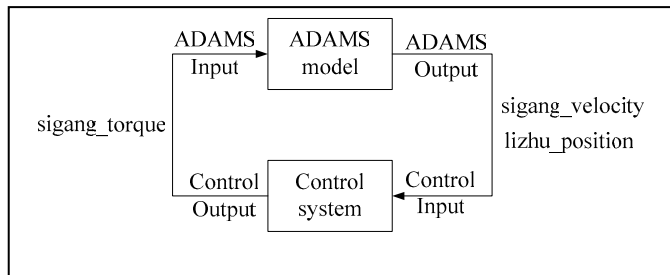 ADAMS
Input
ADAMS
model
ADAMS
Output
sigang_torque
sigang_velocity
lizhu_position
Control
Output
Control
system
Control
Input